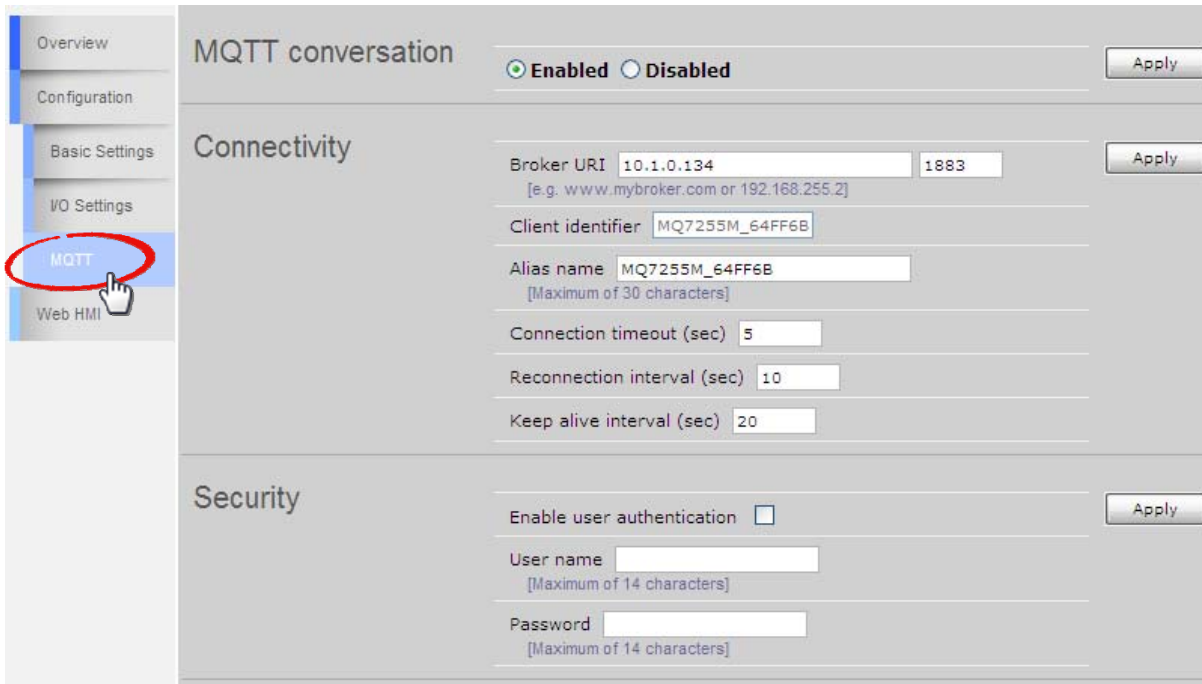 Overview
Configuration
Basic Settings
I/O Settings
MQTT
Web HMI
MQTT conversation
Enabled Disabled
Apply
Connectivity
Broker URI 10.1.0.134 1883
[e.g. www.mybroker.com or 192.168.255.2]
Apply
Client identifier MQ7255M_64FF6B
Alias name MQ7255M_64FF6B
[Maximum of 30 characters]
Connection timeout (sec) 5
Reconnection interval (sec) 10
Keep alive interval (sec) 20
Security
Enable user authentication
Apply
User name
[Maximum of 14 characters]
Password
[Maximum of 14 characters]